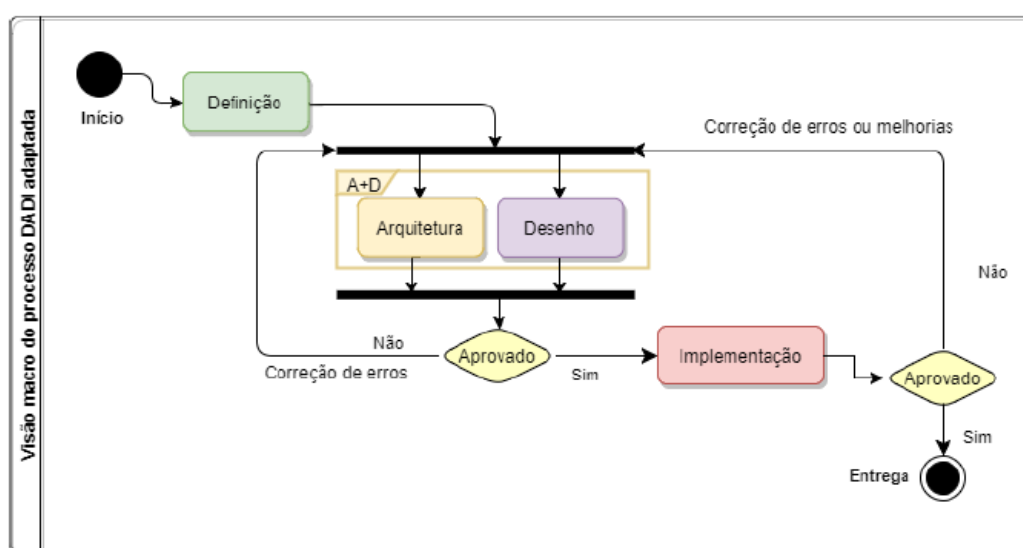 Visão macro do processo DADI adaptada
Início
Definição
Correção de erros ou melhorias
A+D
Arquitetura
Desenho
Não
Não
Correção de erros
Aprovado
Sim
Implementação
Aprovado
Sim
Entrega